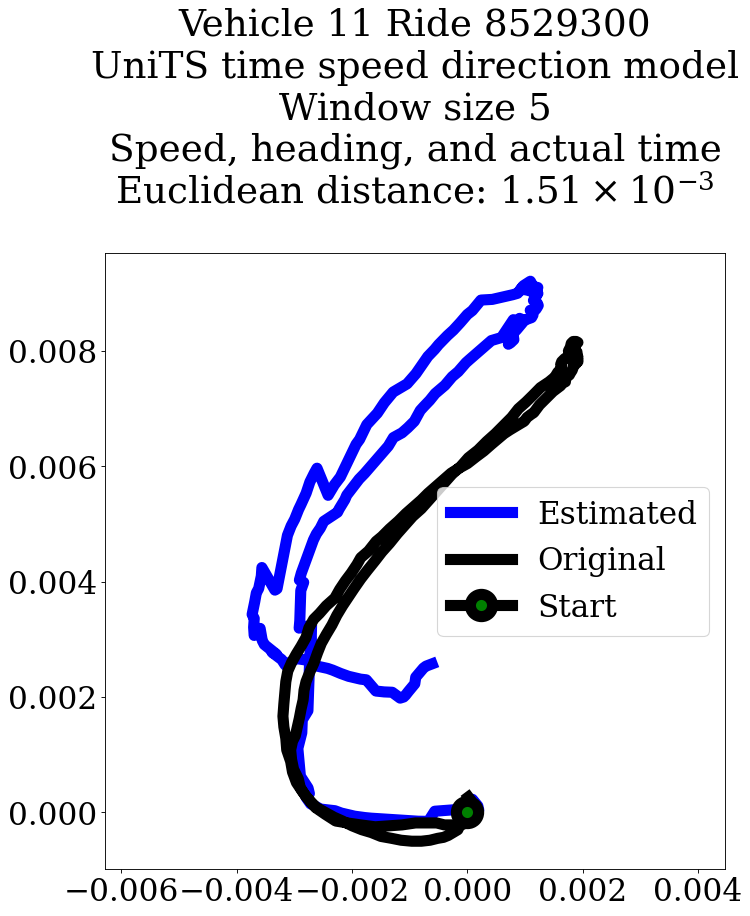 Vehicle 11 Ride 8529300
UniTS time speed direction model
Window size 5
Speed, heading, and actual time
Euclidean distance: 1.51 × 10⁻³
0.008
0.006
0.004
0.002
0.000
Estimated
Original
Start
−0.006 −0.004 −0.002 0.000 0.002 0.004